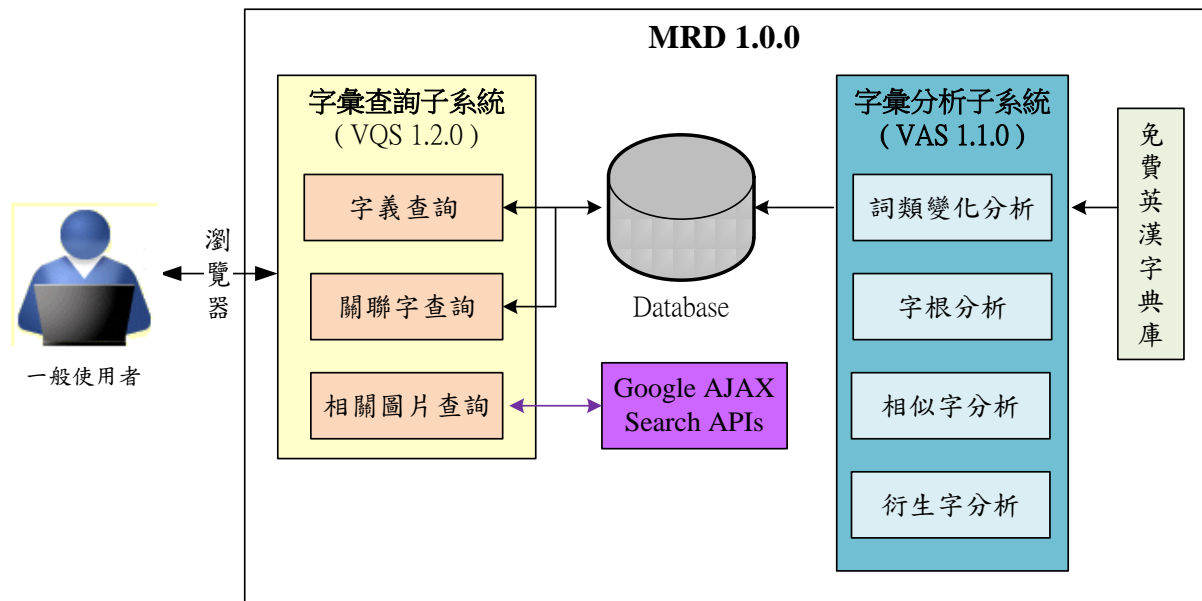 MRD 1.0.0
字彙查詢子系統
( VQS 1.2.0 )
字義查詢
關聯字查詢
相關圖片查詢
瀏覽器
一般使用者
Database
Google AJAX
Search APIs
字彙分析子系統
( VAS 1.1.0 )
詞類變化分析
字根分析
相似字分析
衍生字分析
免費英漢字典庫